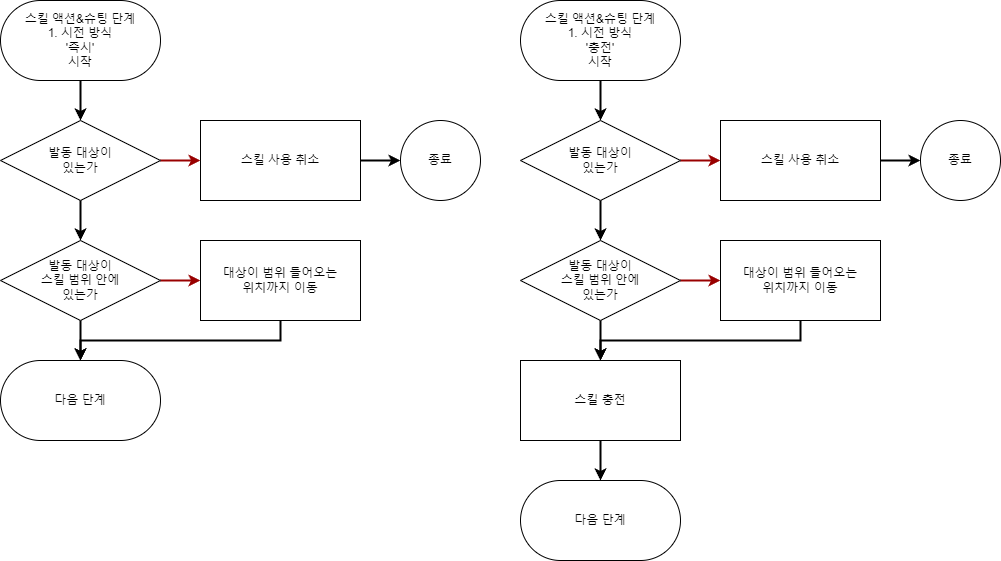 스킬 액션&슈팅 단계
1. 시전 방식
'즉시'
시작
발동 대상이
있는가
스킬 사용 취소
종료
발동 대상이
스킬 범위 안에
있는가
대상이 범위 들어오는
위치까지 이동
다음 단계
스킬 액션&슈팅 단계
1. 시전 방식
'충전'
시작
발동 대상이
있는가
스킬 사용 취소
종료
발동 대상이
스킬 범위 안에
있는가
대상이 범위 들어오는
위치까지 이동
스킬 충전
다음 단계